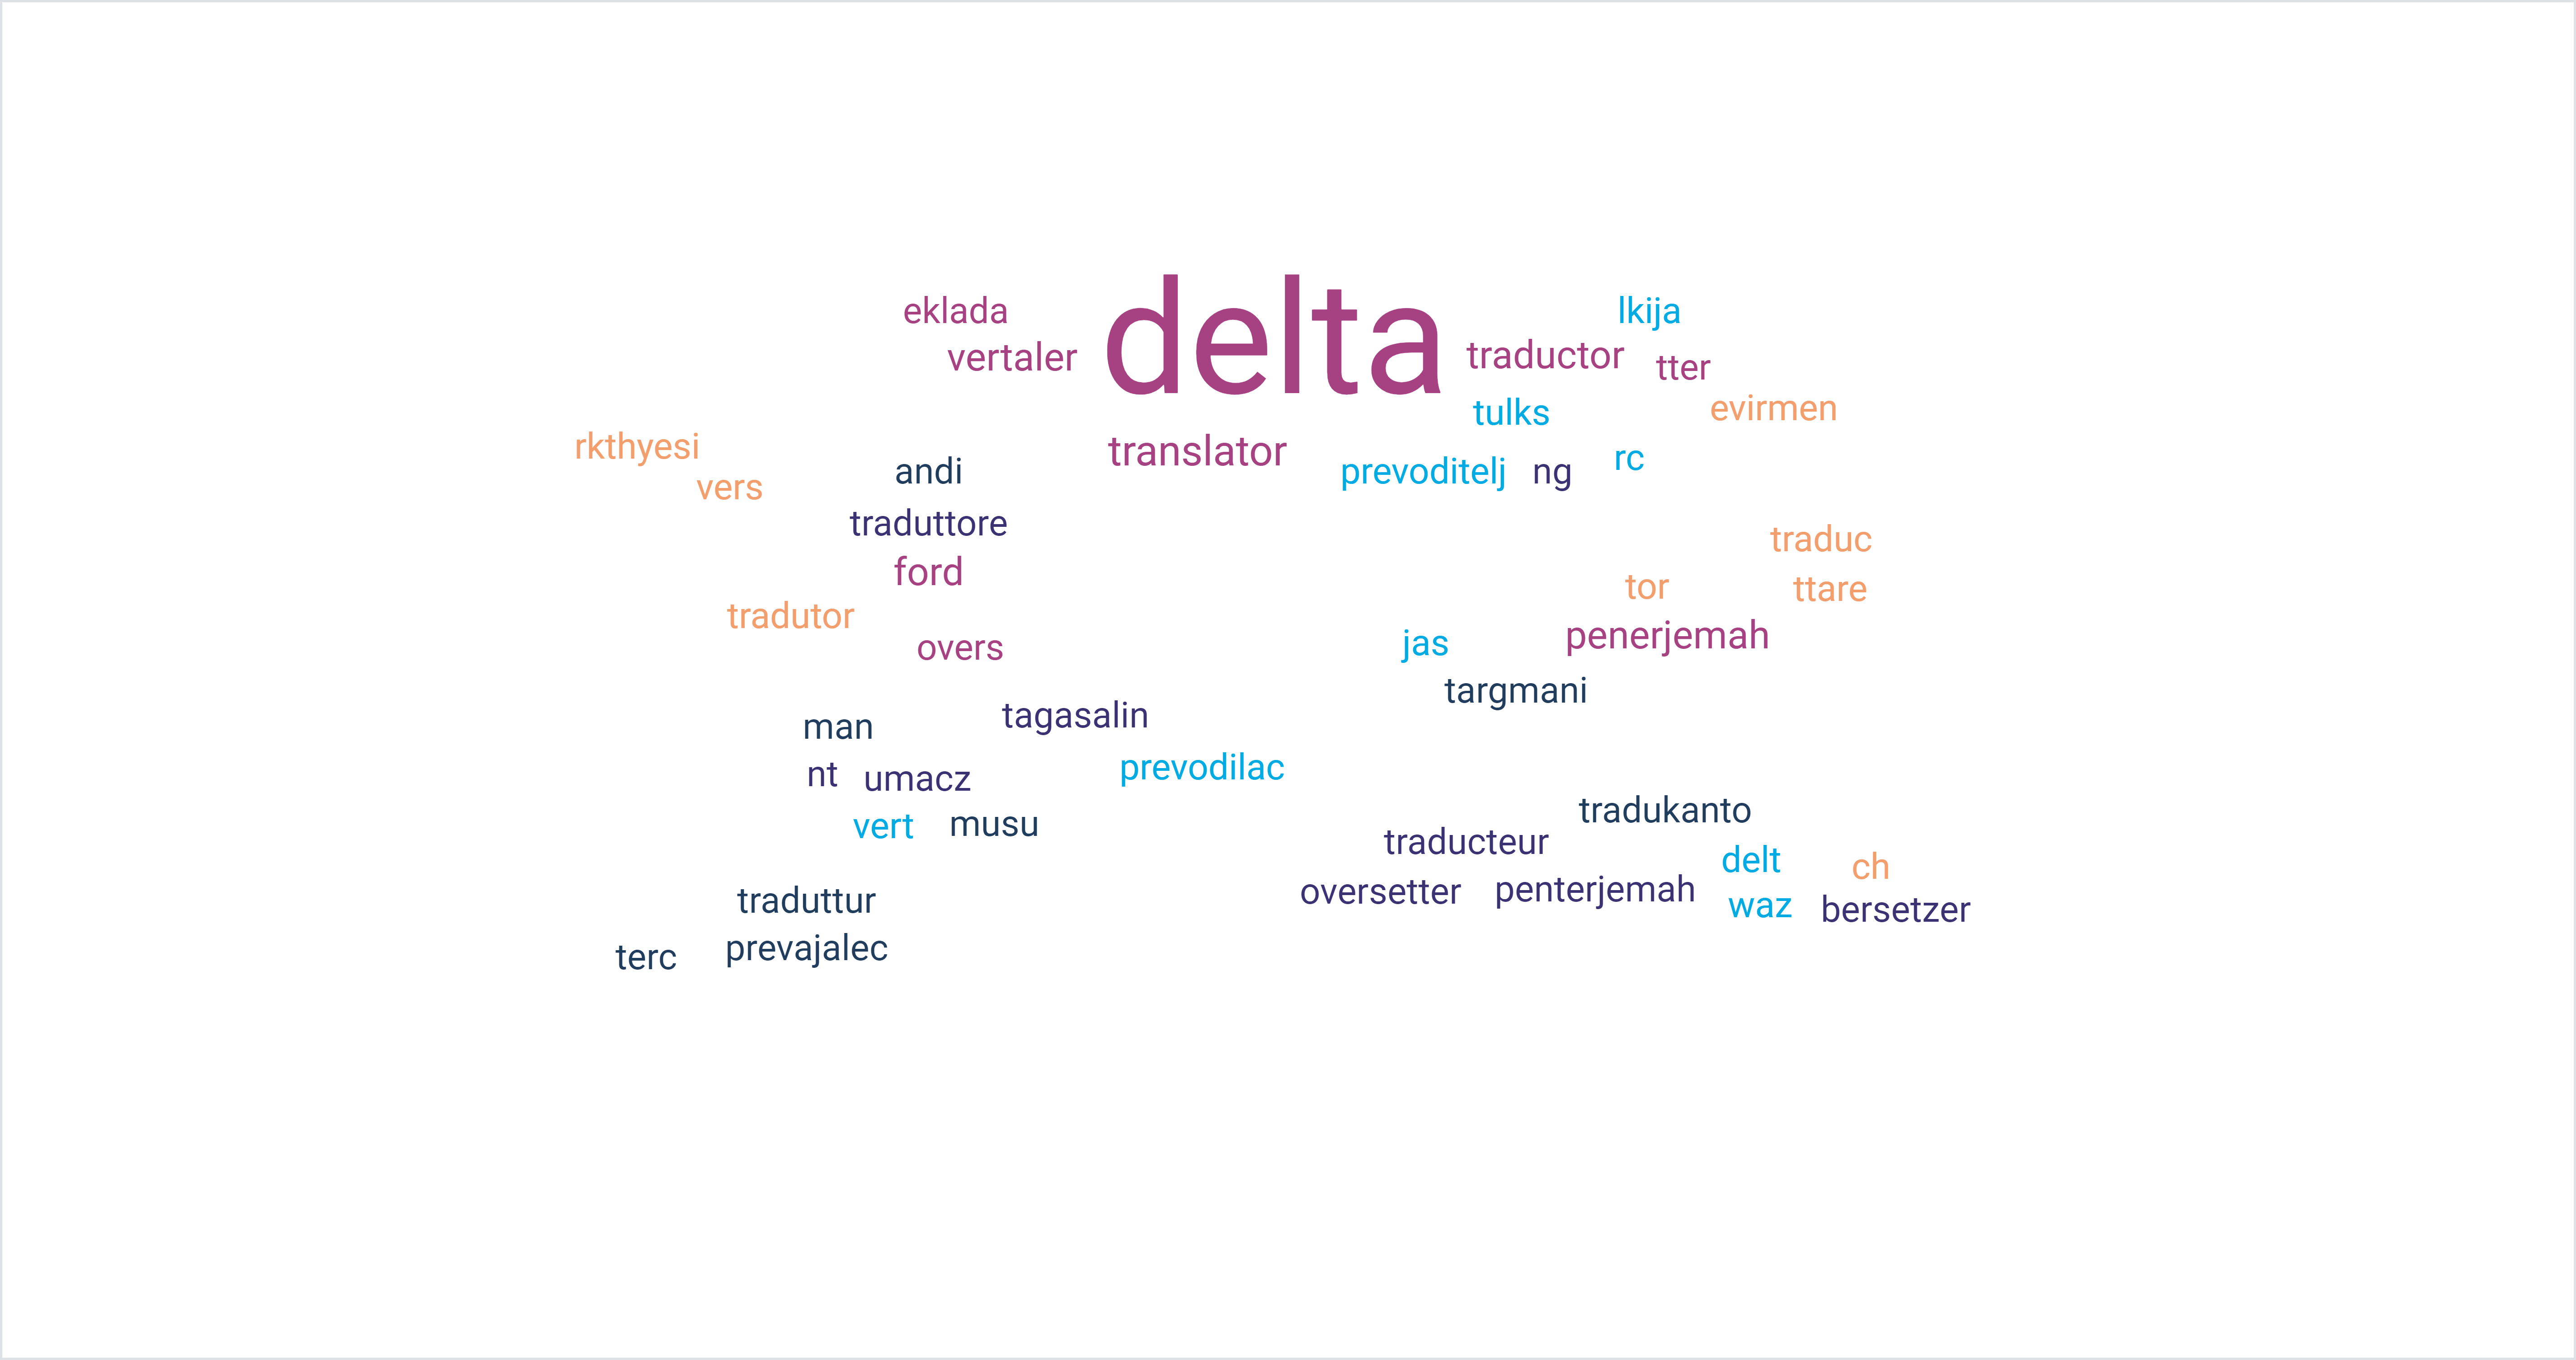 eklada
delta
lkija
vertaler
traductor
tter
tulks
evirmen
rkthyesi
translator
rc
andi
prevoditelj
ng
vers
traduttore
traduc
ford
tor
ttare
tradutor
penerjemah
overs
jas
targmani
tagasalin
man
prevodilac
nt
umacz
tradukanto
vert
musu
traducteur
delt
ch
oversetter
penterjemah
traduttur
waz
bersetzer
prevajalec
terc